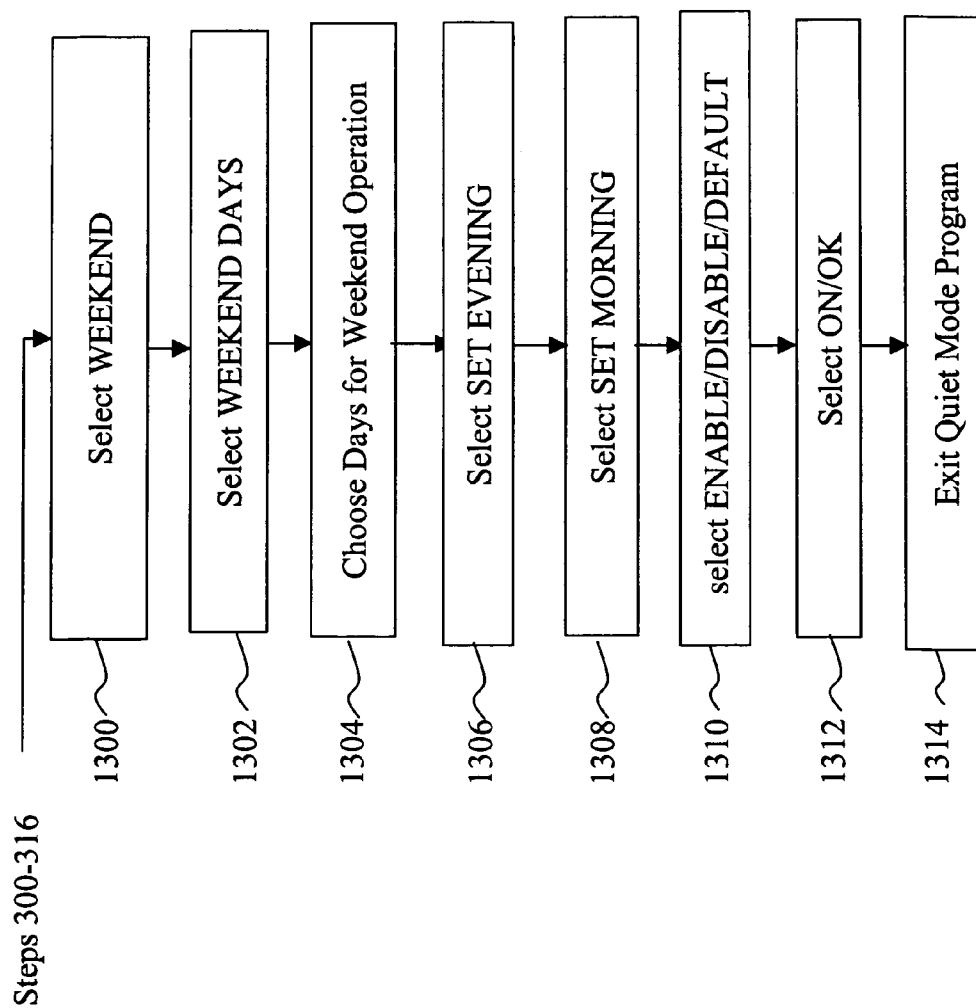 Steps 300-316
1300 Select WEEKEND
1302 Select WEEKEND DAYS
1304 Choose Days for Weekend Operation
1306 Select SET EVENING
1308 Select SET MORNING
1310 select ENABLE/DISABLE/DEFAULT
1312 Select ON/OK
1314 Exit Quiet Mode Program